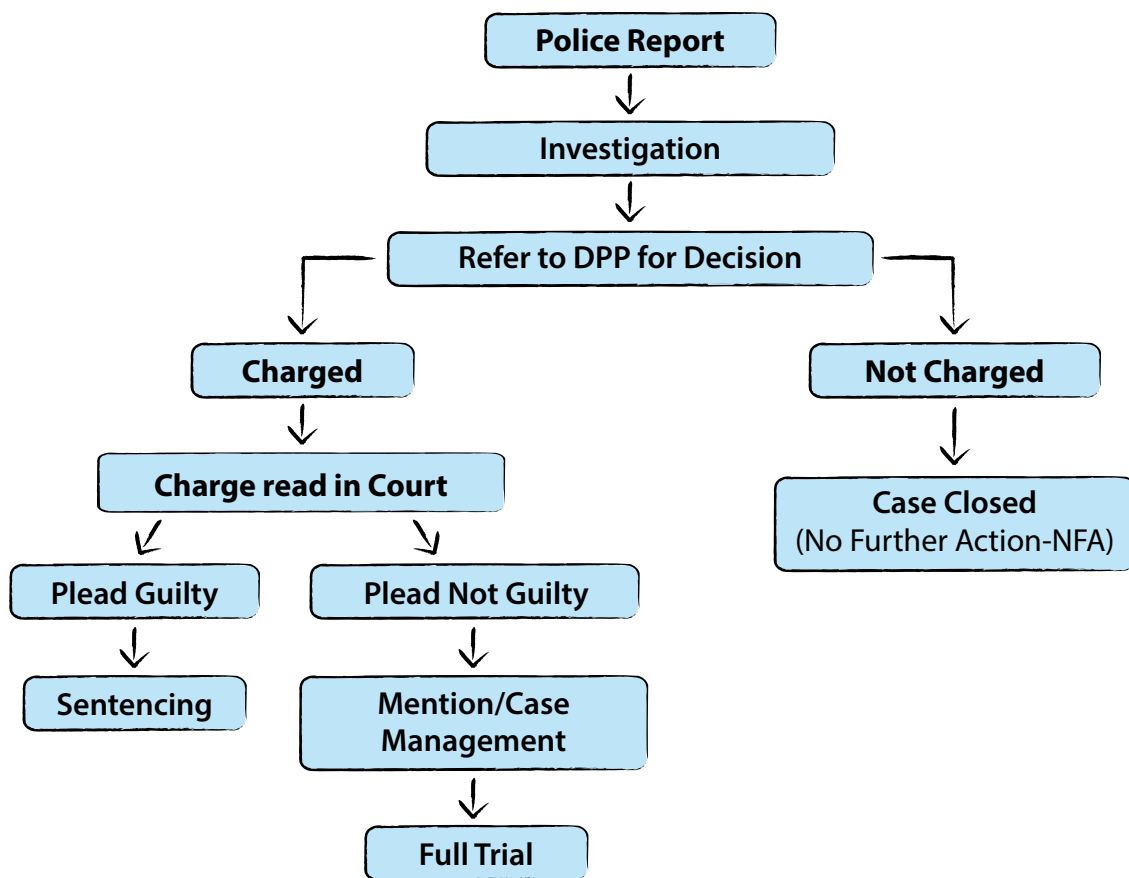 Police Report
Investigation
Refer to DPP for Decision
Charged
Not Charged
Charge read in Court
Case Closed
(No Further Action-NFA)
Plead Guilty
Plead Not Guilty
Sentencing
Mention/Case
Management
Full Trial